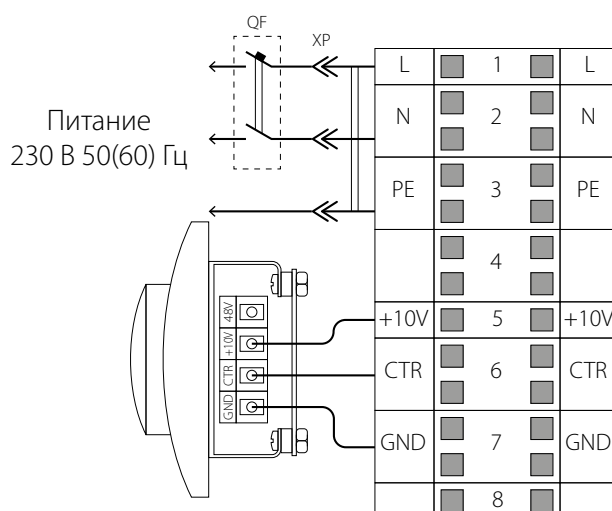 QF
XP
L 1 L
N 2 N
Питание
230 В 50(60) Гц
PE 3 PE
4
48V
+10V
CTR
GND
+10V 5 +10V
CTR 6 CTR
GND 7 GND
8